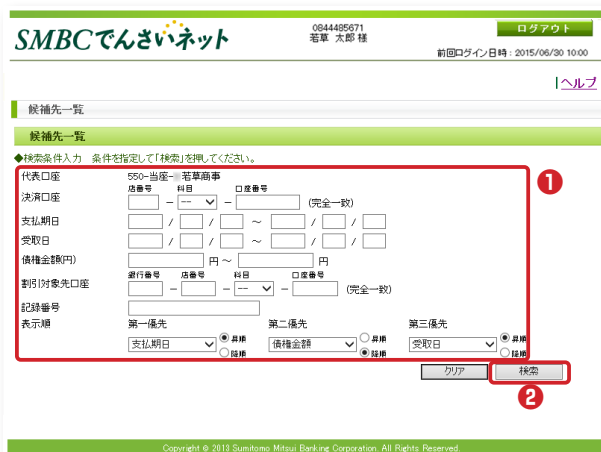 SMBCでんさいネット
0844485671
若草 太郎 様
ログアウト
前回ログイン日時 : 2015/06/30 10:00
ヘルプ
候補先一覧
候補先一覧
◆検索条件入力 条件を指定して「検索」を押してください。
代表口座 550-当座- 若草商事
店番号 科目 口座番号
決済口座 - -- - (完全一致)
支払期日 / / ～ / /
受取日 / / ～ / /
債権金額(円) 円 ～ 円
銀行番号 店番号 科目 口座番号
割引対象先口座 - - -- - (完全一致)
記録番号
表示順 第一優先 第二優先 第三優先
支払期日 昇順 降順 債権金額 昇順 降順 受取日 昇順 降順
1
クリア 検索
2
Copyright © 2013 Sumitomo Mitsui Banking Corporation. All Rights Reserved.